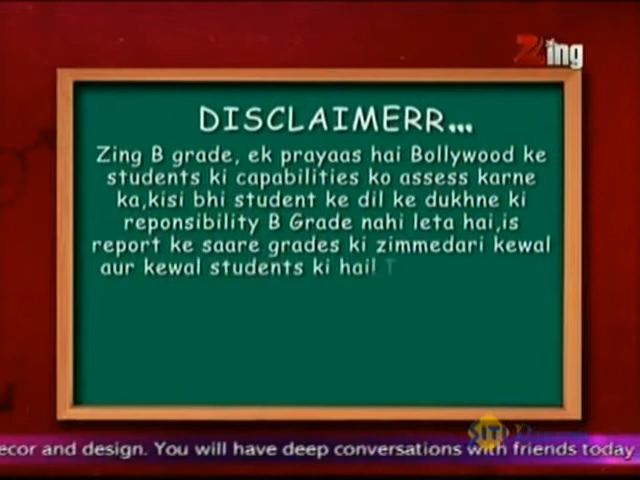 Zing
DISCLAIMERR...
Zing B grade, ek prayaas hai Bollywood ke
students ki capabilities ko assess karne
ka,kisi bhi student ke dil ke dukhne ki
reponsibility B Grade nahi leta hai,is
report ke saare grades ki zimmedari kewal
aur kewal students ki hai! T
SIT
ecor and design. You will have deep conversations with friends today